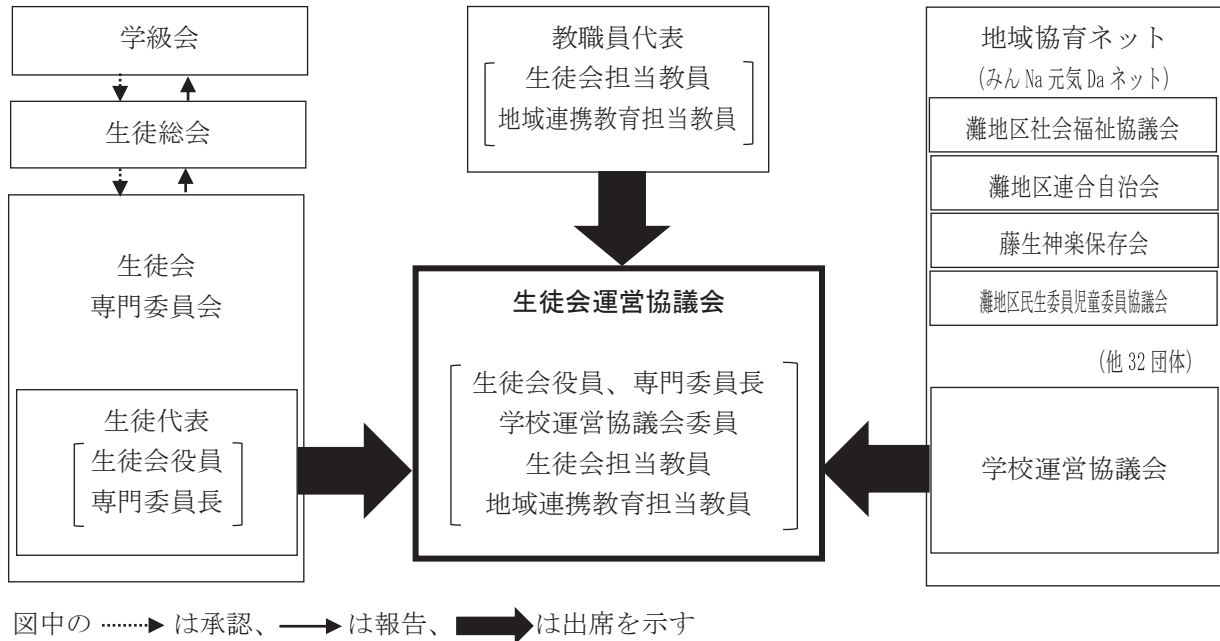 学級会
生徒総会
生徒会
専門委員会
生徒代表
生徒会役員
専門委員長
教職員代表
生徒会担当教員
地域連携教育担当教員
生徒会運営協議会
生徒会役員、専門委員長
学校運営協議会委員
生徒会担当教員
地域連携教育担当教員
地域協育ネット
(みんNa元気Daネット)
灘地区社会福祉協議会
灘地区連合自治会
藤生神楽保存会
灘地区民生委員児童委員協議会
(他32団体)
学校運営協議会
図中の は承認、 は報告、 は出席を示す